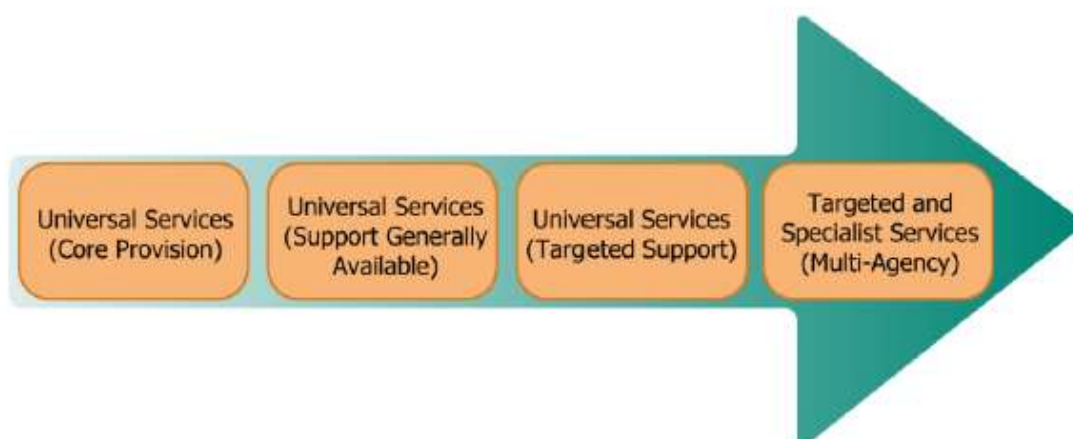 Universal Services
(Core Provision)
Universal Services
(Support Generally
Available)
Universal Services
(Targeted Support)
Targeted and
Specialist Services
(Multi-Agency)